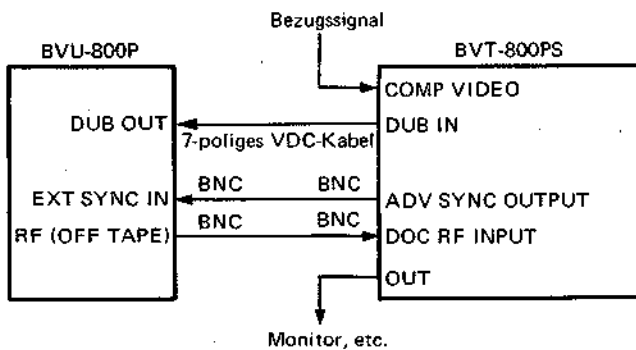 Bezugssignal
BVU-800P
BVT-800PS
COMP VIDEO
DUB OUT
DUB IN
7-poliges VDC-Kabel
BNC
BNC
EXT SYNC IN
ADV SYNC OUTPUT
BNC
BNC
RF (OFF TAPE)
DOC RF INPUT
OUT
Monitor, etc.